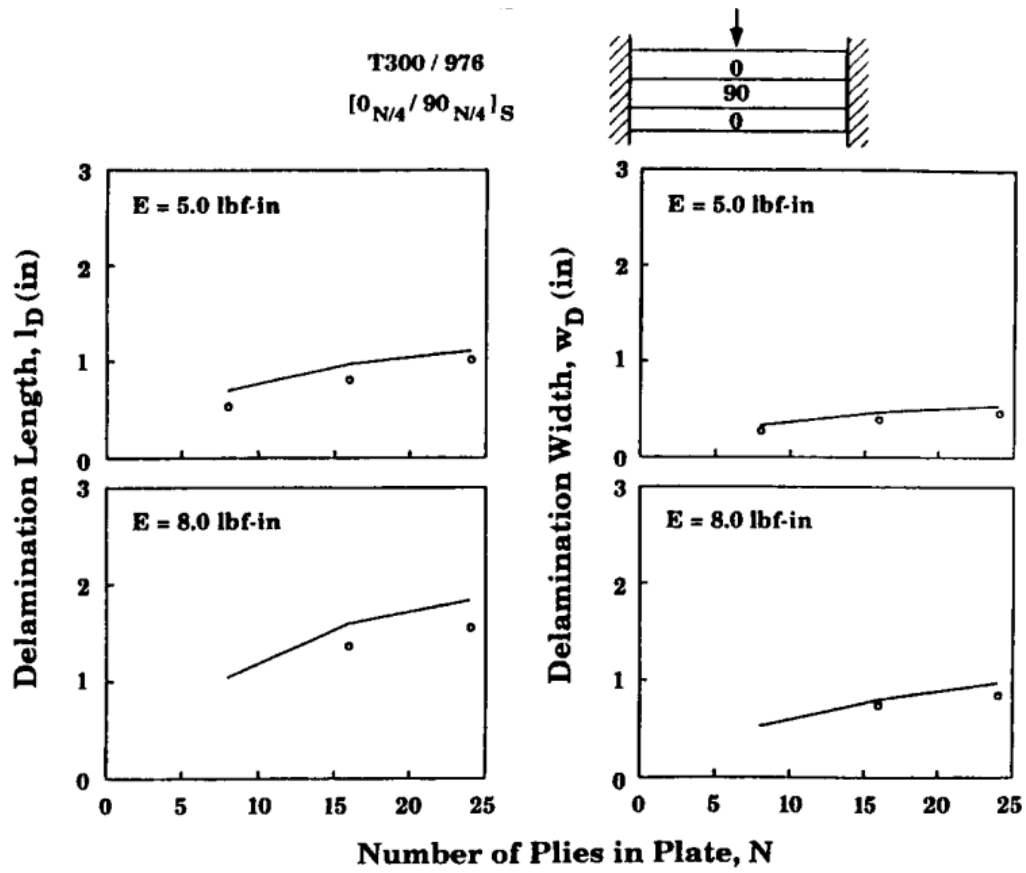 T300 / 976
[0 N/4 / 90 N/4 ]S
0
90
0
3
2
1
0
E = 5.0 lbf-in
Delamination Length, lD (in)
3
2
1
0
E = 5.0 lbf-in
Delamination Width, wD (in)
3
2
1
0
E = 8.0 lbf-in
0 5 10 15 20 25
3
2
1
0
E = 8.0 lbf-in
0 5 10 15 20 25
Number of Plies in Plate, N